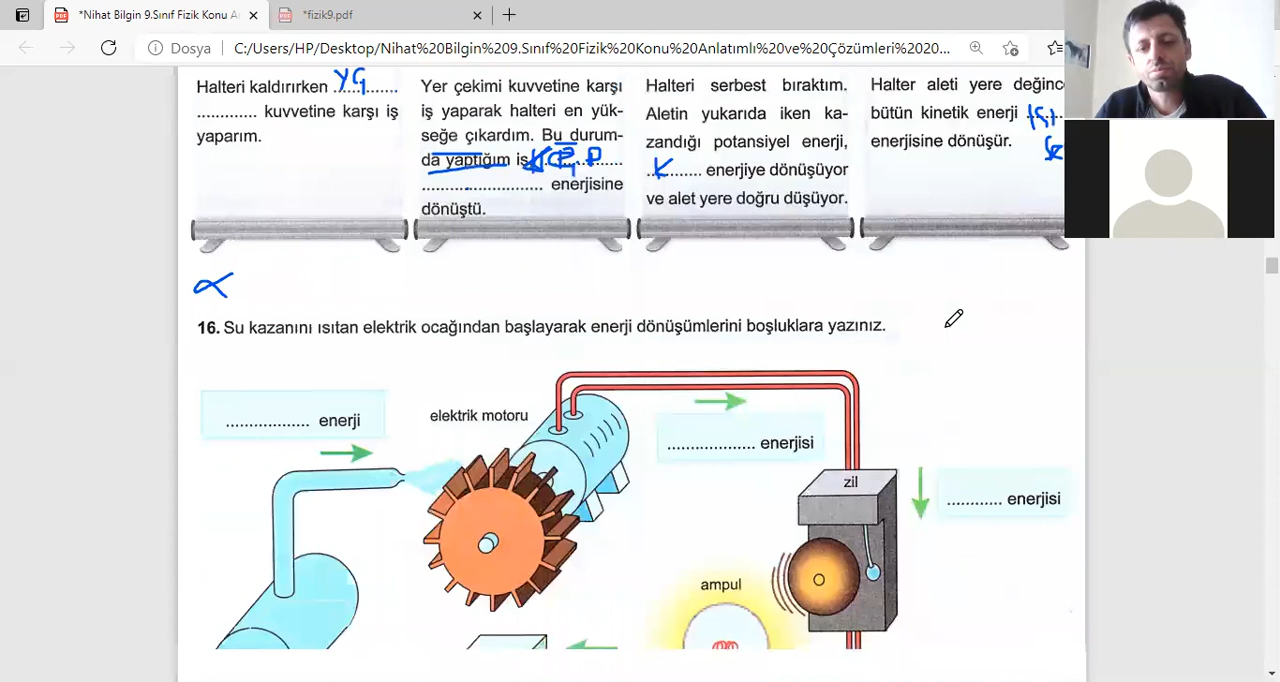 *Nihat Bilgin 9.Sınıf Fizik Konu A
*fizik9.pdf
Dosya
C:/Users/HP/Desktop/Nihat%20Bilgin%209.Sınıf%20Fizik%20Konu%20Anlatımlı%20ve%20Çözümleri%2020...
Halteri kaldırırken YÇ
............. kuvvetine karşı iş
yaparım.
Yer çekimi kuvvetine karşı
iş yaparak halteri en yük-
seğe çıkardım. Bu durum-
da yaptığım iş P
....................... enerjisine
dönüştü.
Halteri serbest bıraktım.
Aletin yukarıda iken ka-
zandığı potansiyel enerji,
K enerjiye dönüşüyor
ve alet yere doğru düşüyor.
Halter aleti yere değinc
bütün kinetik enerji ısı
enerjisine dönüşür.
16. Su kazanını ısıtan elektrik ocağından başlayarak enerji dönüşümlerini boşluklara yazınız.
.................. enerji
elektrik motoru
................... enerjisi
zil
............ enerjisi
ampul